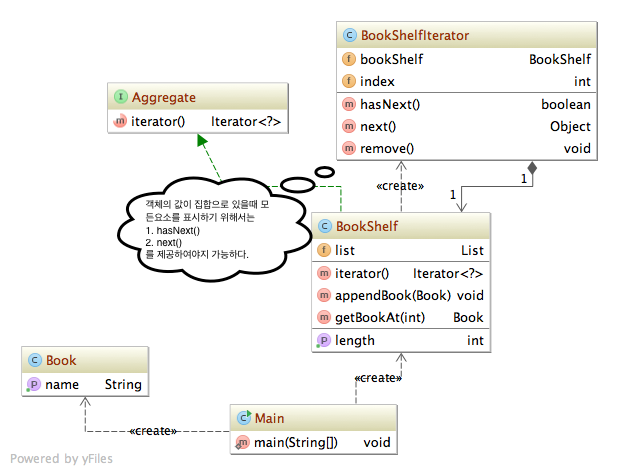 BookShelfIterator
bookShelf BookShelf
index int
hasNext() boolean
next() Object
remove() void
Aggregate
iterator() Iterator<?>
«create»
1
1
객체의 값이 집합으로 있을때 모
든요소를 표시하기 위해서는
1. hasNext()
2. next()
를 제공하여야지 가능하다.
BookShelf
list List
iterator() Iterator<?>
appendBook(Book) void
getBookAt(int) Book
length int
«create»
Book
name String
«create»
Main
main(String[]) void
Powered by yFiles